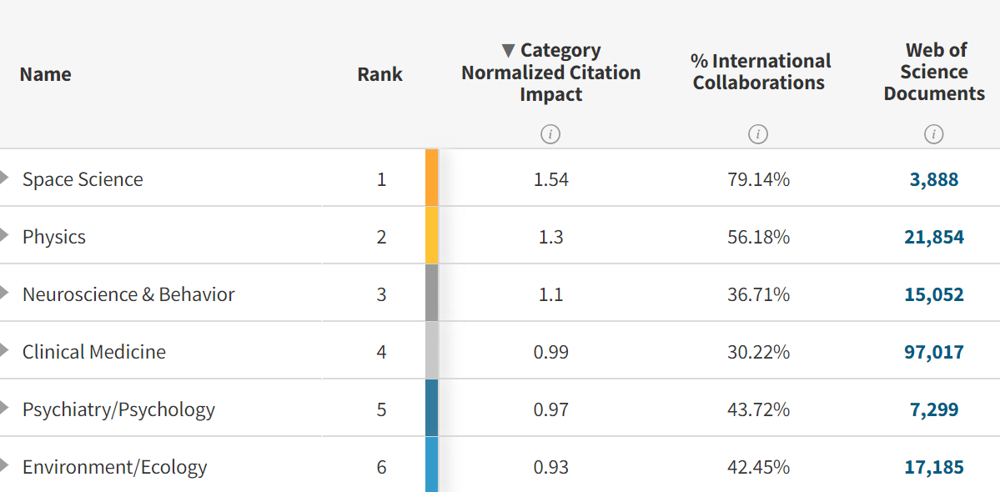 Name
Rank
▼ Category
Normalized Citation
Impact
% International
Collaborations
Web of
Science
Documents
i i i
Space Science 1 1.54 79.14% 3,888
Physics 2 1.3 56.18% 21,854
Neuroscience & Behavior 3 1.1 36.71% 15,052
Clinical Medicine 4 0.99 30.22% 97,017
Psychiatry/Psychology 5 0.97 43.72% 7,299
Environment/Ecology 6 0.93 42.45% 17,185